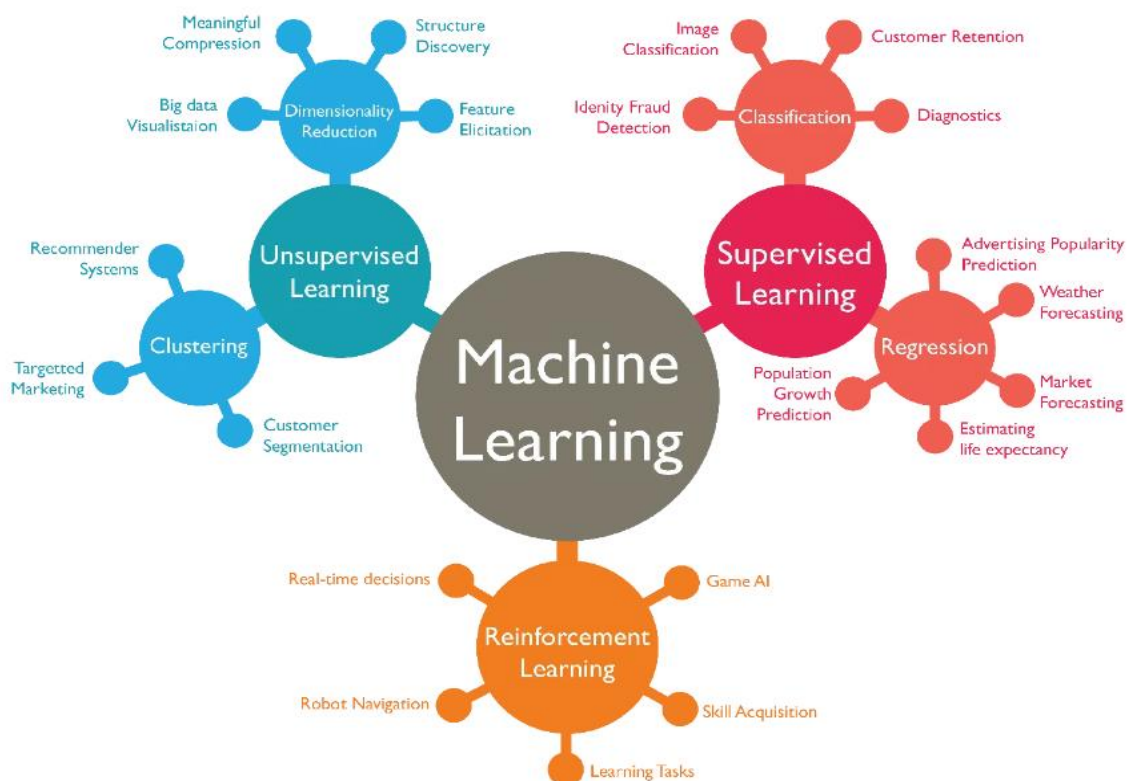 Meaningful
Compression
Structure
Discovery
Big data
Visualistaion
Dimensionality
Reduction
Feature
Elicitation
Unsupervised
Learning
Recommender
Systems
Clustering
Targetted
Marketing
Customer
Segmentation
Machine
Learning
Image
Classification
Customer Retention
Idenity Fraud
Detection
Classification
Diagnostics
Supervised
Learning
Advertising Popularity
Prediction
Weather
Forecasting
Regression
Population
Growth
Prediction
Market
Forecasting
Estimating
life expectancy
Real-time decisions
Game AI
Reinforcement
Learning
Robot Navigation
Skill Acquisition
Learning Tasks